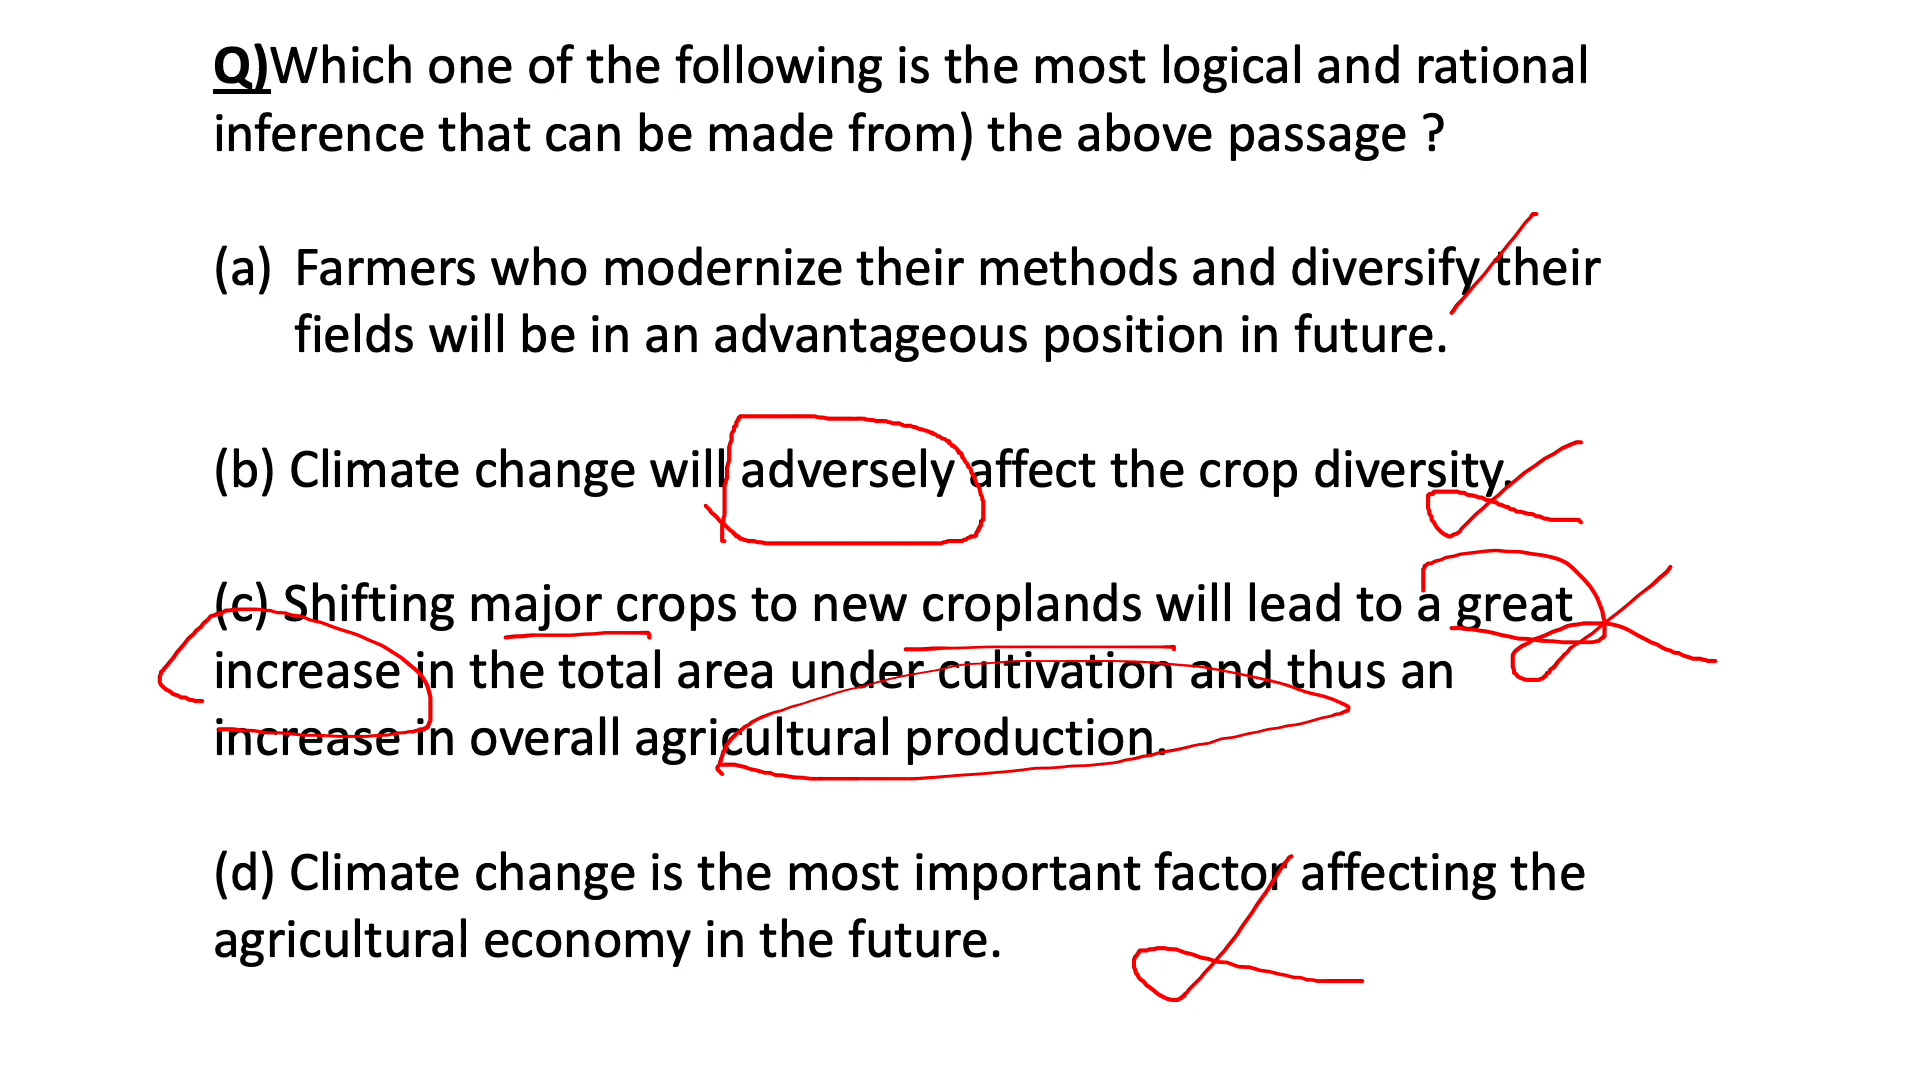 Q)Which one of the following is the most logical and rational
inference that can be made from) the above passage ?
(a) Farmers who modernize their methods and diversify their
fields will be in an advantageous position in future.
(b) Climate change will adversely affect the crop diversity.
(c) Shifting major crops to new croplands will lead to a great
increase in the total area under cultivation and thus an
increase in overall agricultural production.
(d) Climate change is the most important factor affecting the
agricultural economy in the future.